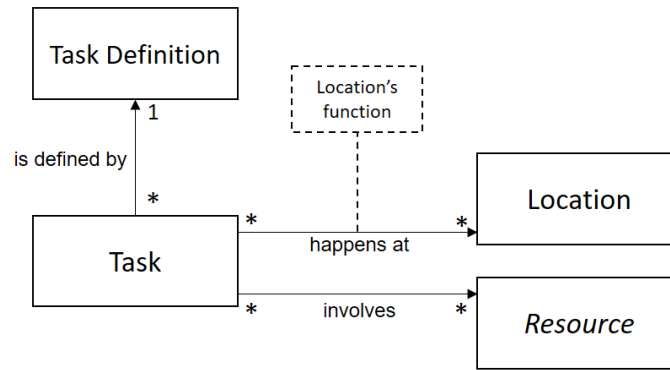 Task Definition
Location's
function
1
is defined by
*
*
*
Location
Task
happens at
*
involves
*
Resource